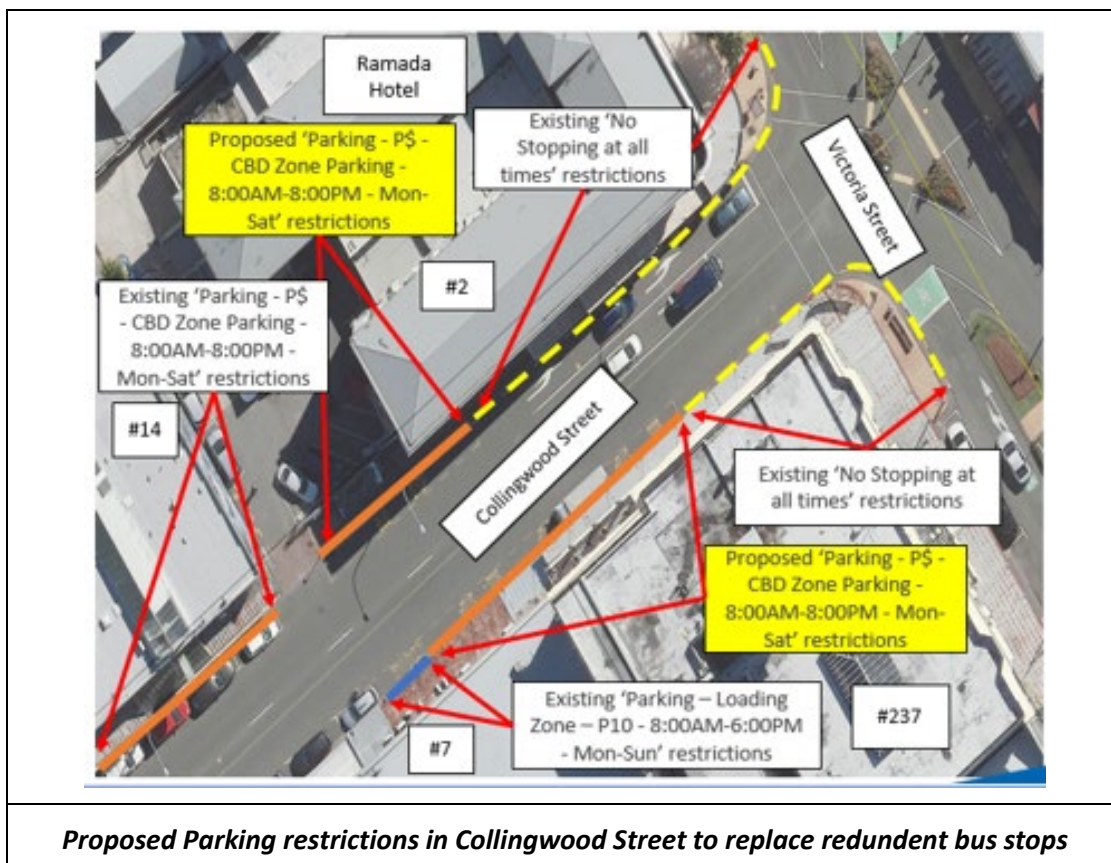 Ramada
Hotel
Proposed 'Parking - P$ -
CBD Zone Parking -
8:00AM-8:00PM - Mon-
Sat' restrictions
Existing 'No
Stopping at all
times' restrictions
Victoria Street
#2
Existing 'Parking - P$
- CBD Zone Parking -
8:00AM-8:00PM -
Mon-Sat' restrictions
#14
Collingwood Street
Existing 'No Stopping at
all times' restrictions
Proposed 'Parking - P$ -
CBD Zone Parking -
8:00AM-8:00PM - Mon-
Sat' restrictions
Existing 'Parking – Loading
Zone – P10 - 8:00AM-6:00PM
- Mon-Sun' restrictions
#7
#237
Proposed Parking restrictions in Collingwood Street to replace redundent bus stops